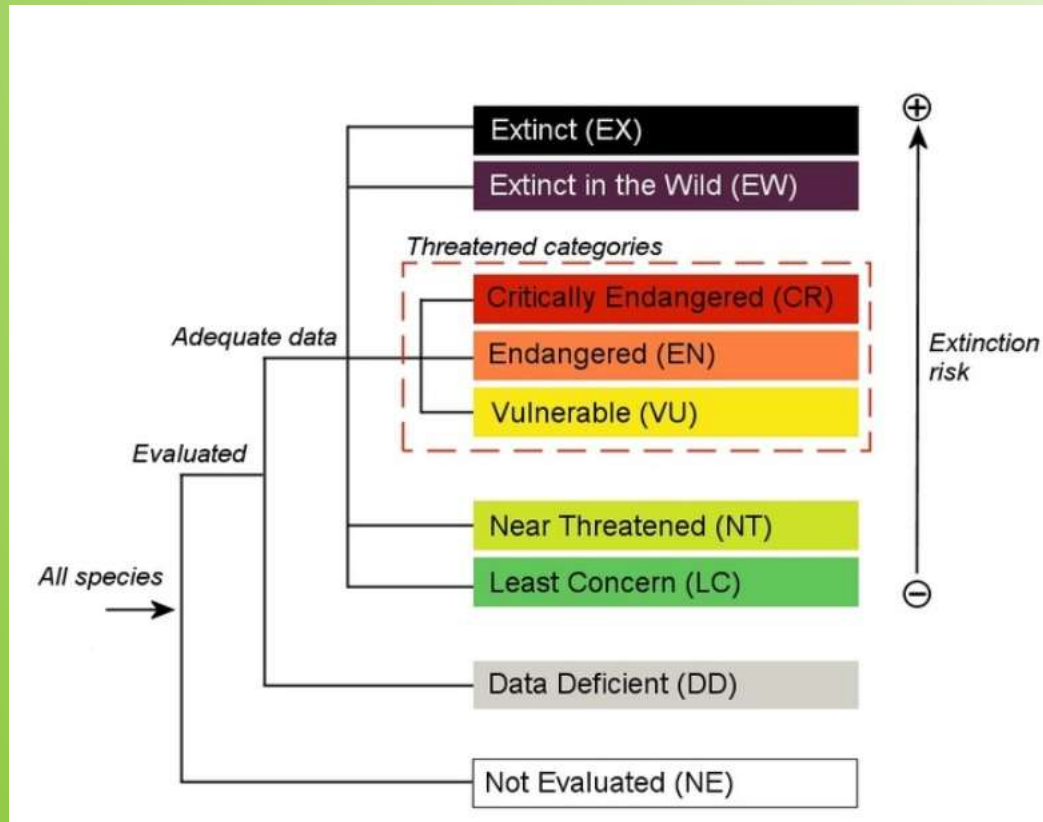 Extinct (EX)
Extinct in the Wild (EW)
Threatened categories
Critically Endangered (CR)
Adequate data
Endangered (EN)
Extinction
risk
Vulnerable (VU)
Evaluated
Near Threatened (NT)
All species
Least Concern (LC)
Data Deficient (DD)
Not Evaluated (NE)